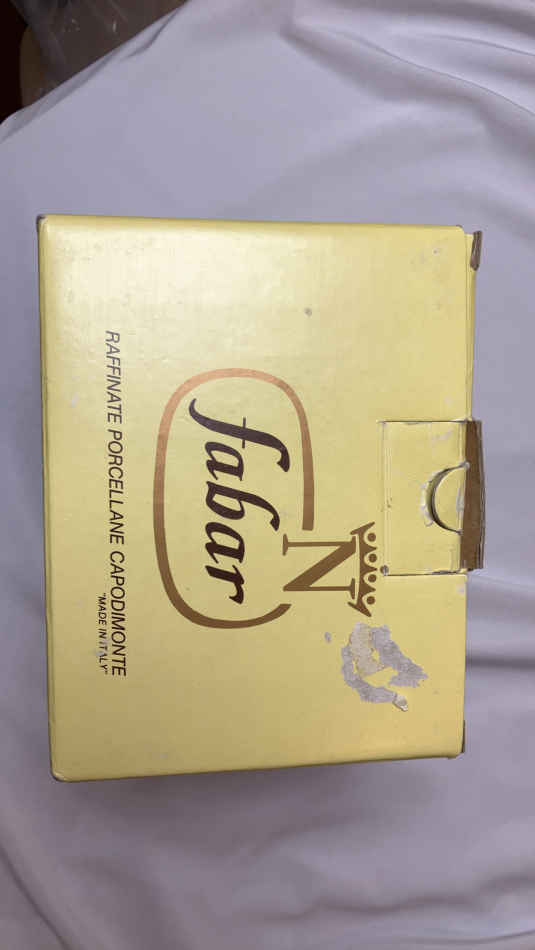 N
fabar
RAFFINATE PORCELLANE CAPODIMONTE
"MADE IN ITALY"